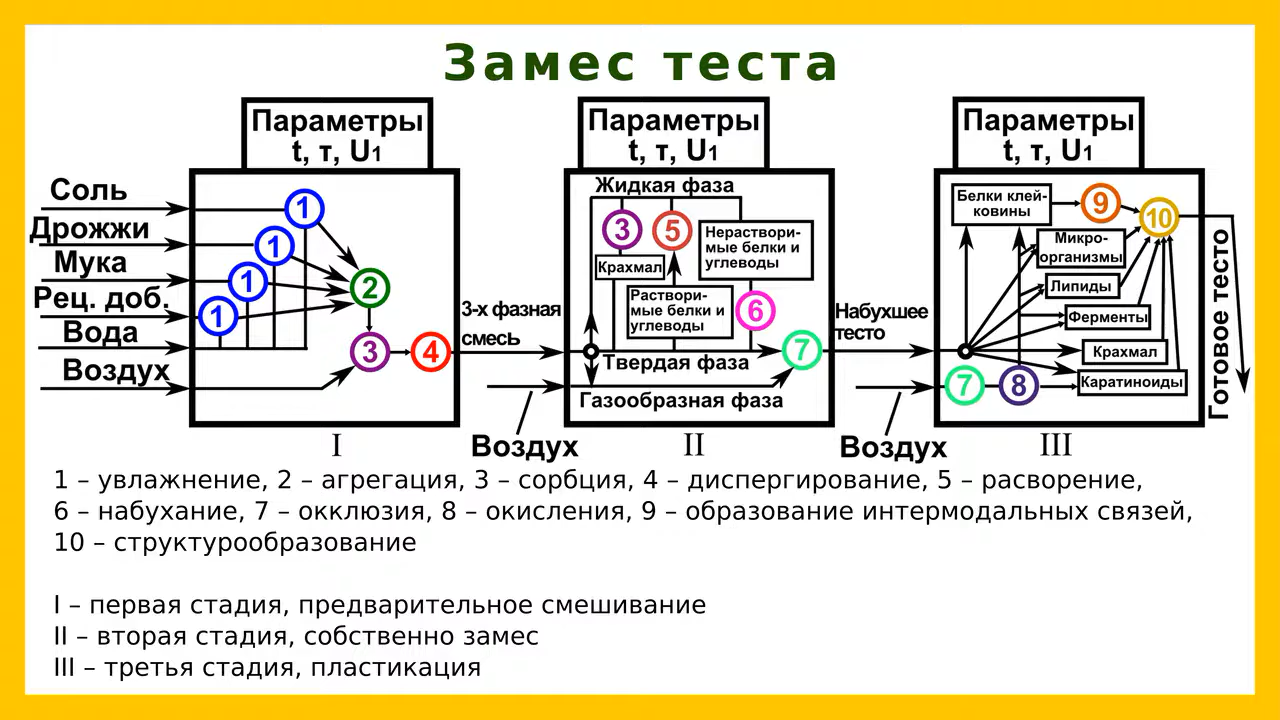 Замес теста
Параметры
t, т, U1
Параметры
t, т, U1
Параметры
t, т, U1
Соль
Дрожжи
Мука
Рец. доб.
Вода
Воздух
1
1
1
1
2
3
4
I
3-х фазная
смесь
Воздух
Жидкая фаза
3
5
Нераствори-
мые белки и
углеводы
Крахмал
Раствори-
мые белки и
углеводы
6
7
Твердая фаза
Газообразная фаза
II
Набухшее
тесто
Воздух
Белки клей-
ковины
9
10
Микро-
организмы
Липиды
Ферменты
Крахмал
Каратиноиды
7
8
III
Готовое тесто
1 – увлажнение, 2 – агрегация, 3 – сорбция, 4 – диспергирование, 5 – расворение,
6 – набухание, 7 – окклюзия, 8 – окисления, 9 – образование интермодальных связей,
10 – структурообразование
I – первая стадия, предварительное смешивание
II – вторая стадия, собственно замес
III – третья стадия, пластикация